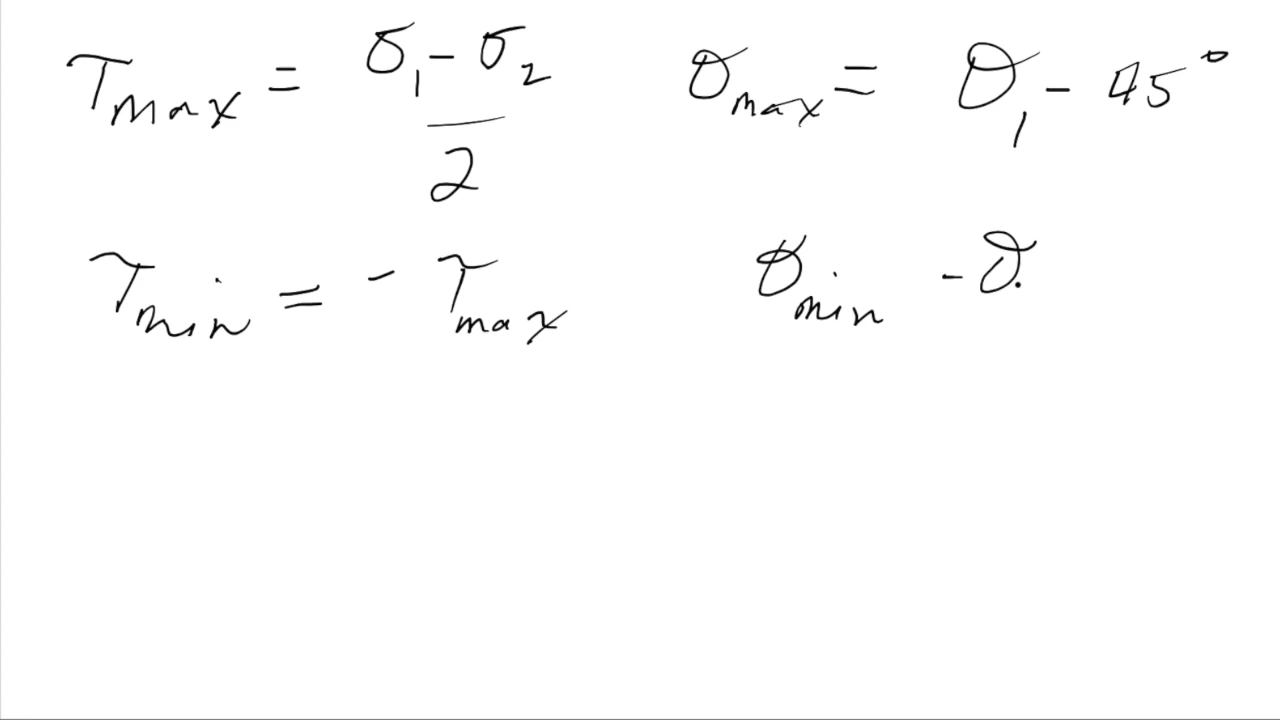 τmax = (σ1 - σ2) / 2   θmax = θ1 - 45°
τmin = - τmax   θmin - θ